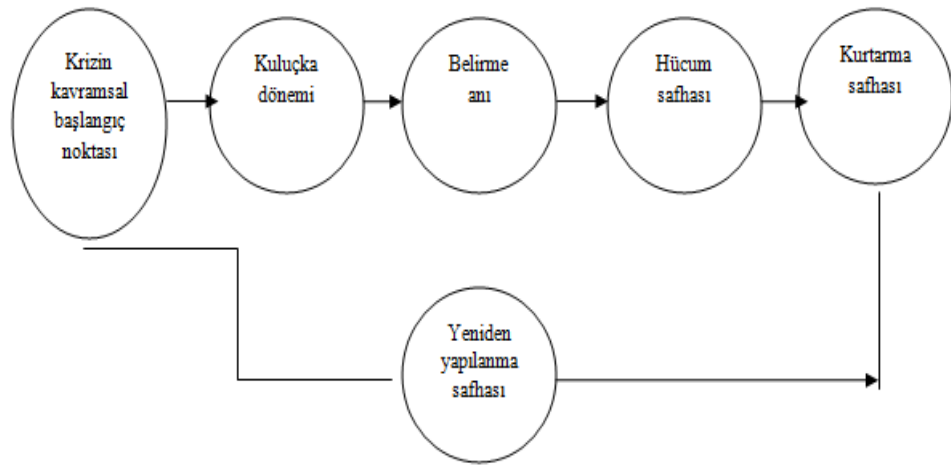 Krizin
kavramsal
başlangıç
noktası
Kuluçka
dönemi
Belirme
anı
Hücum
safhası
Kurtarma
safhası
Yeniden
yapılanma
safhası